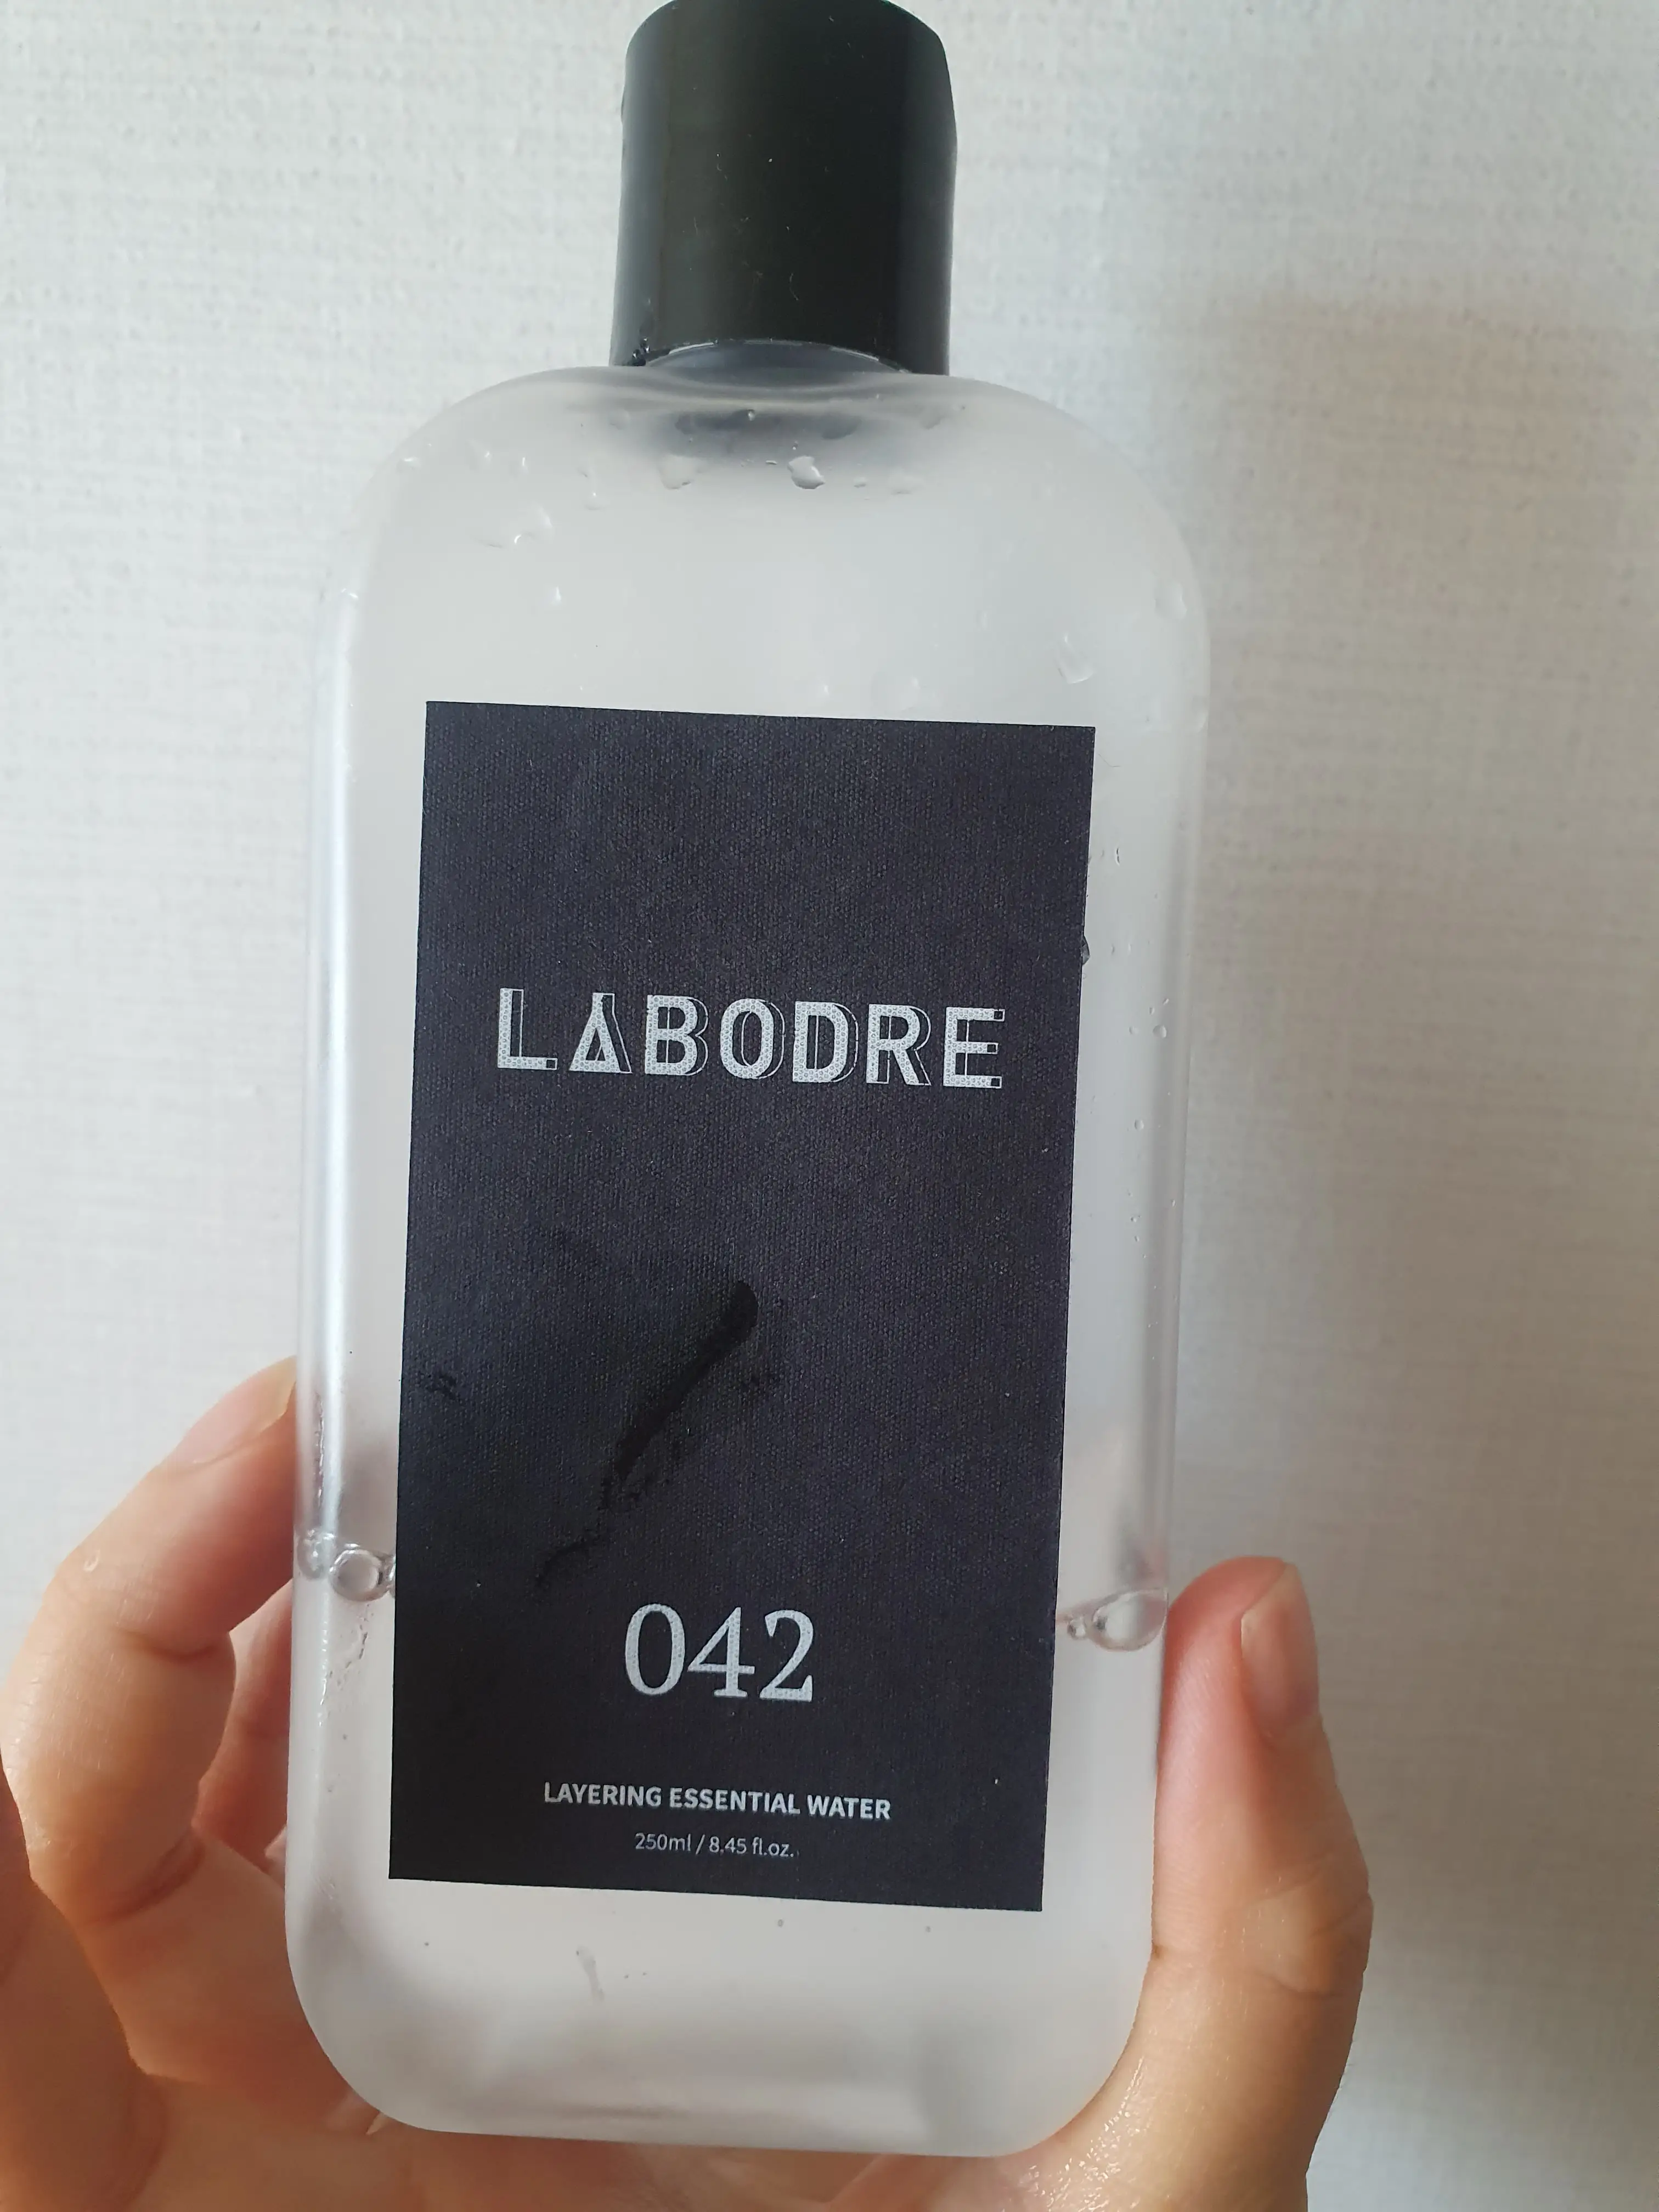 LABODRE
042
LAYERING ESSENTIAL WATER
250ml / 8.45 fl.oz.